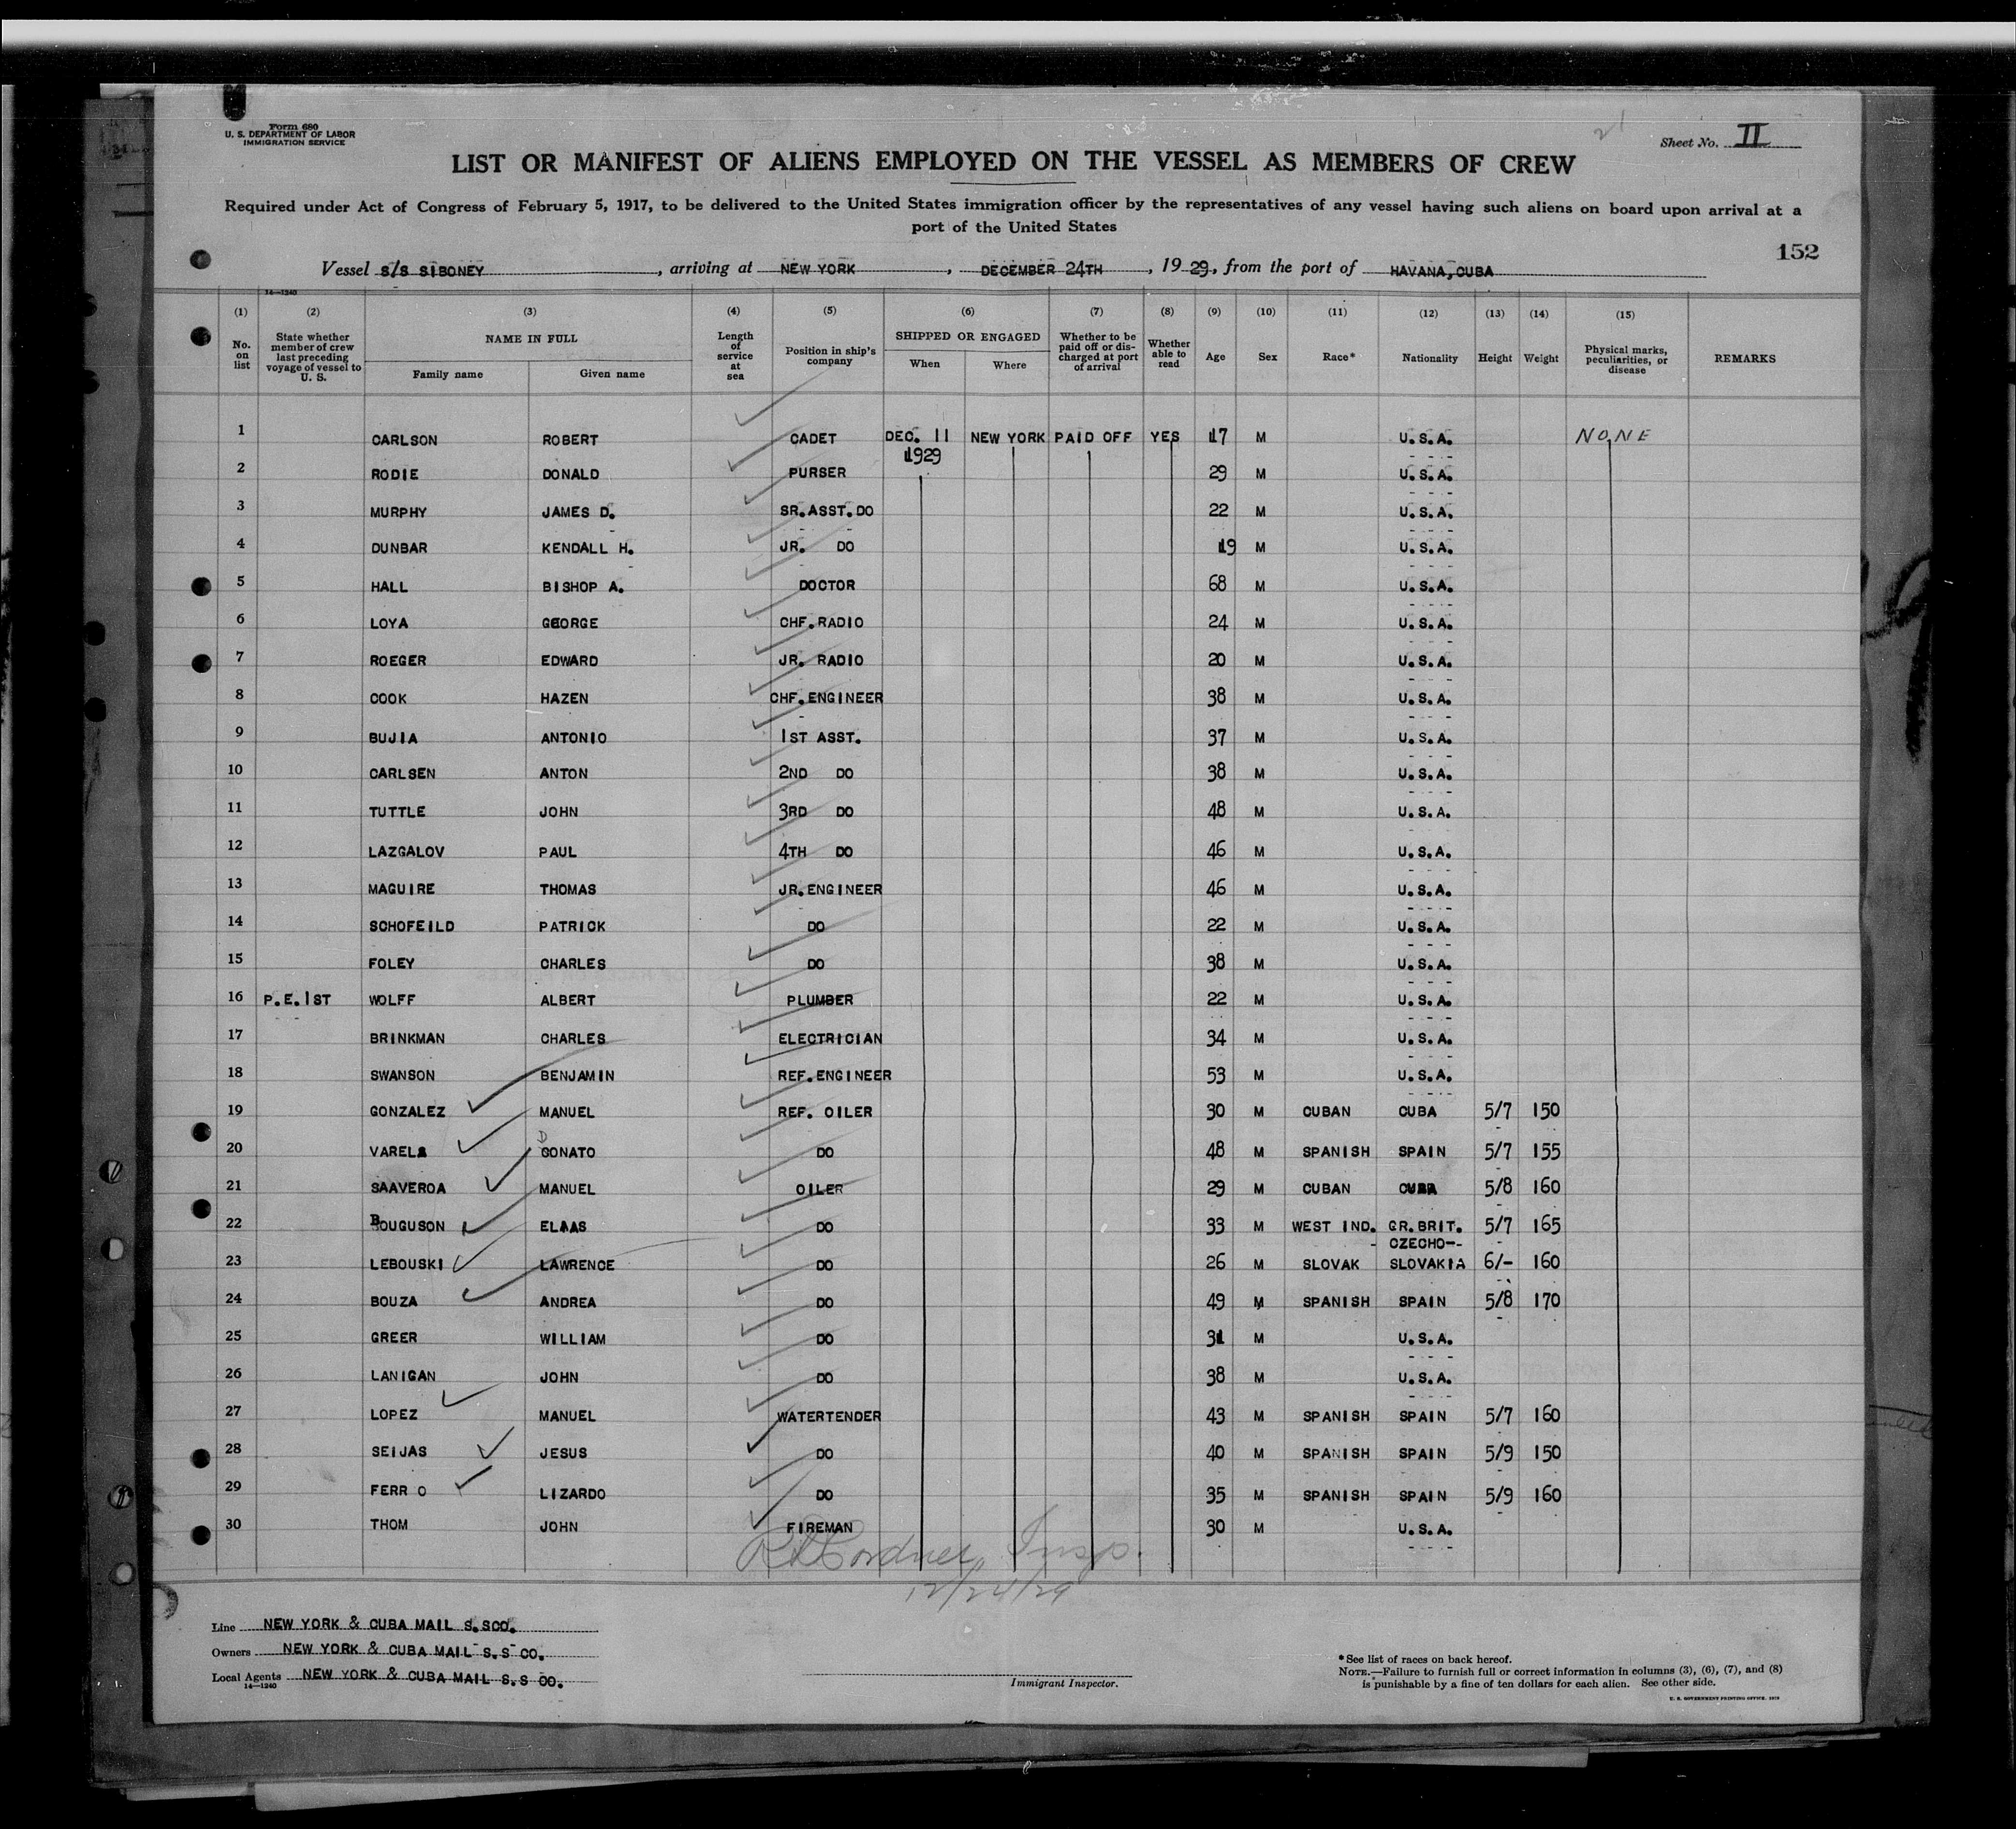 Form 680
U. S. DEPARTMENT OF LABOR
IMMIGRATION SERVICE
21
Sheet No. II
LIST OR MANIFEST OF ALIENS EMPLOYED ON THE VESSEL AS MEMBERS OF CREW
Required under Act of Congress of February 5, 1917, to be delivered to the United States immigration officer by the representatives of any vessel having such aliens on board upon arrival at a
port of the United States
152
Vessel S/S SIBONEY, arriving at NEW YORK, DECEMBER 24TH, 1929, from the port of HAVANA, CUBA
14—1240
(1) (2) (3) (4) (5) (6) (7) (8) (9) (10) (11) (12) (13) (14) (15)
No. on list | State whether member of crew last preceding voyage of vessel to U. S. | NAME IN FULL Family name Given name | Length of service at sea | Position in ship's company | SHIPPED OR ENGAGED When Where | Whether to be paid off or discharged at port of arrival | Whether able to read | Age | Sex | Race* | Nationality | Height | Weight | Physical marks, peculiarities, or disease | REMARKS
1 CARLSON ROBERT CADET DEC. 11 1929 NEW YORK PAID OFF YES 17 M U.S.A. NONE
2 RODIE DONALD PURSER 29 M U.S.A.
3 MURPHY JAMES D. SR.ASST.DO 22 M U.S.A.
4 DUNBAR KENDALL H. JR. DO 19 M U.S.A.
5 HALL BISHOP A. DOCTOR 68 M U.S.A.
6 LOYA GEORGE CHF.RADIO 24 M U.S.A.
7 ROEGER EDWARD JR. RADIO 20 M U.S.A.
8 COOK HAZEN CHF.ENGINEER 38 M U.S.A.
9 BUJIA ANTONIO 1ST ASST. 37 M U.S.A.
10 CARLSEN ANTON 2ND DO 38 M U.S.A.
11 TUTTLE JOHN 3RD DO 48 M U.S.A.
12 LAZGALOV PAUL 4TH DO 46 M U.S.A.
13 MAGUIRE THOMAS JR.ENGINEER 46 M U.S.A.
14 SCHOFEILD PATRICK DO 22 M U.S.A.
15 FOLEY CHARLES DO 38 M U.S.A.
16 P.E.1ST WOLFF ALBERT PLUMBER 22 M U.S.A.
17 BRINKMAN CHARLES ELECTRICIAN 34 M U.S.A.
18 SWANSON BENJAMIN REF.ENGINEER 53 M U.S.A.
19 GONZALEZ MANUEL REF. OILER 30 M CUBAN CUBA 5/7 150
20 VARELA DONATO DO 48 M SPANISH SPAIN 5/7 155
21 SAAVEROA MANUEL OILER 29 M CUBAN CUBA 5/8 160
22 BOUGUSON ELAAS DO 33 M WEST IND. GR.BRIT. 5/7 165
23 LEBOUSKI LAWRENCE DO 26 M SLOVAK CZECHO-SLOVAKIA 6/- 160
24 BOUZA ANDREA DO 49 M SPANISH SPAIN 5/8 170
25 GREER WILLIAM DO 31 M U.S.A.
26 LANIGAN JOHN DO 38 M U.S.A.
27 LOPEZ MANUEL WATERTENDER 43 M SPANISH SPAIN 5/7 160
28 SEIJAS JESUS DO 40 M SPANISH SPAIN 5/9 150
29 FERR O LIZARDO DO 35 M SPANISH SPAIN 5/9 160
30 THOM JOHN FIREMAN 30 M U.S.A.
Insp.
12/24/29
Line NEW YORK & CUBA MAIL S.SCO.
Owners NEW YORK & CUBA MAIL S.S CO.
Local Agents NEW YORK & CUBA MAIL S.S CO.
14—1240
Immigrant Inspector.
*See list of races on back hereof.
NOTE.—Failure to furnish full or correct information in columns (3), (6), (7), and (8)
is punishable by a fine of ten dollars for each alien. See other side.